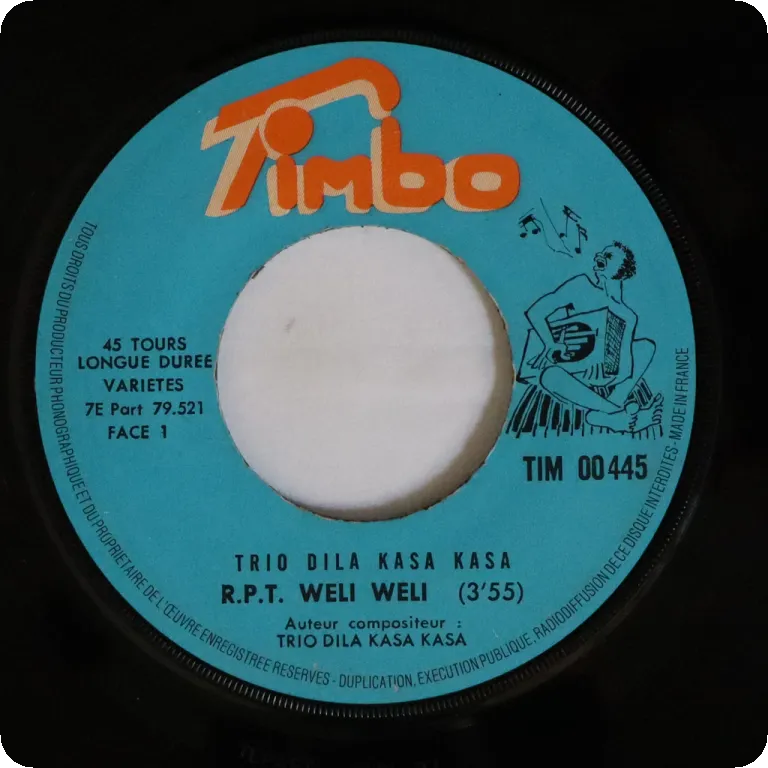 Timbo
45 TOURS
LONGUE DUREE
VARIETES
7E Part 79.521
FACE 1
TIM 00445
TRIO DILA KASA KASA
R.P.T. WELI WELI (3'55)
Auteur compositeur :
TRIO DILA KASA KASA
TOUS DROITS DU PRODUCTEUR PHONOGRAPHIQUE ET DU PROPRIETAIRE DE L'ŒUVRE ENREGISTREE RESERVES - DUPLICATION, EXECUTION PUBLIQUE, RADIODIFFUSION DE CE DISQUE INTERDITES - MADE IN FRANCE